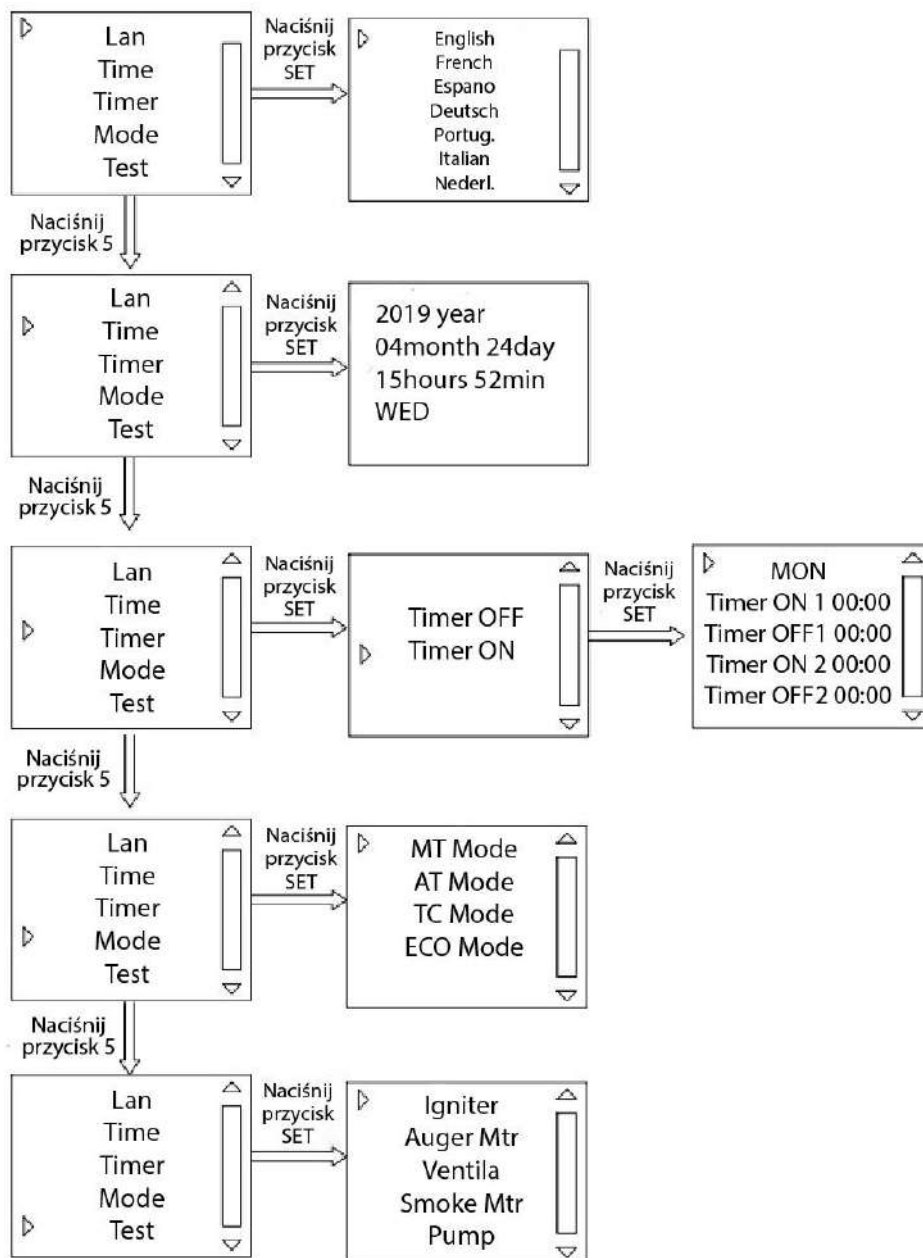 Lan
Time
Timer
Mode
Test
Naciśnij
przycisk
SET
English
French
Espano
Deutsch
Portug.
Italian
Nederl.
Naciśnij
przycisk 5
Lan
Time
Timer
Mode
Test
Naciśnij
przycisk
SET
2019 year
04month 24day
15hours 52min
WED
Naciśnij
przycisk 5
Lan
Time
Timer
Mode
Test
Naciśnij
przycisk
SET
Timer OFF
Timer ON
Naciśnij
przycisk
SET
MON
Timer ON 1 00:00
Timer OFF1 00:00
Timer ON 2 00:00
Timer OFF2 00:00
Naciśnij
przycisk 5
Lan
Time
Timer
Mode
Test
Naciśnij
przycisk
SET
MT Mode
AT Mode
TC Mode
ECO Mode
Naciśnij
przycisk 5
Lan
Time
Timer
Mode
Test
Naciśnij
przycisk
SET
Igniter
Auger Mtr
Ventila
Smoke Mtr
Pump